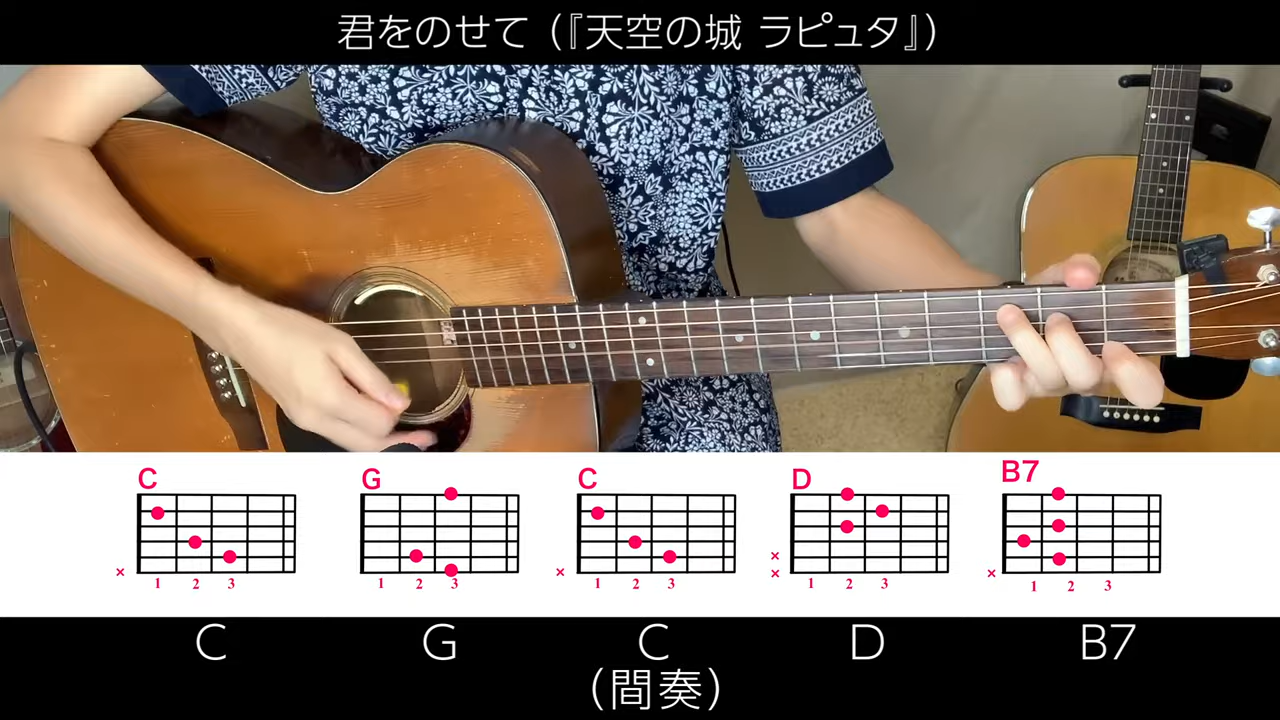 君をのせて（『天空の城 ラピュタ』）
C G C D B7
× 1 2 3 1 2 3 × 1 2 3 × × 1 2 3 × 1 2 3
C G C D B7
（間奏）